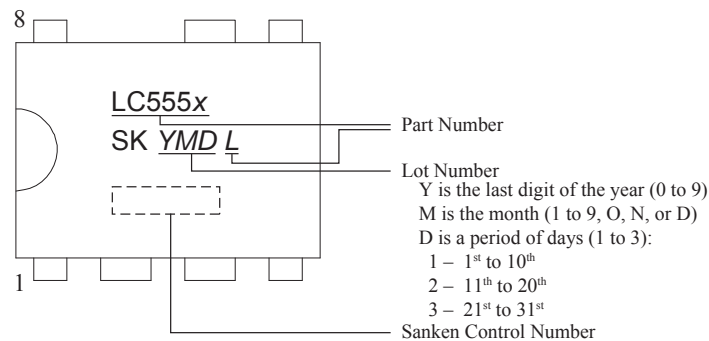 8
LC555x
SK YMD L
1
Part Number
Lot Number
Y is the last digit of the year (0 to 9)
M is the month (1 to 9, O, N, or D)
D is a period of days (1 to 3):
1 – 1st to 10th
2 – 11th to 20th
3 – 21st to 31st
Sanken Control Number